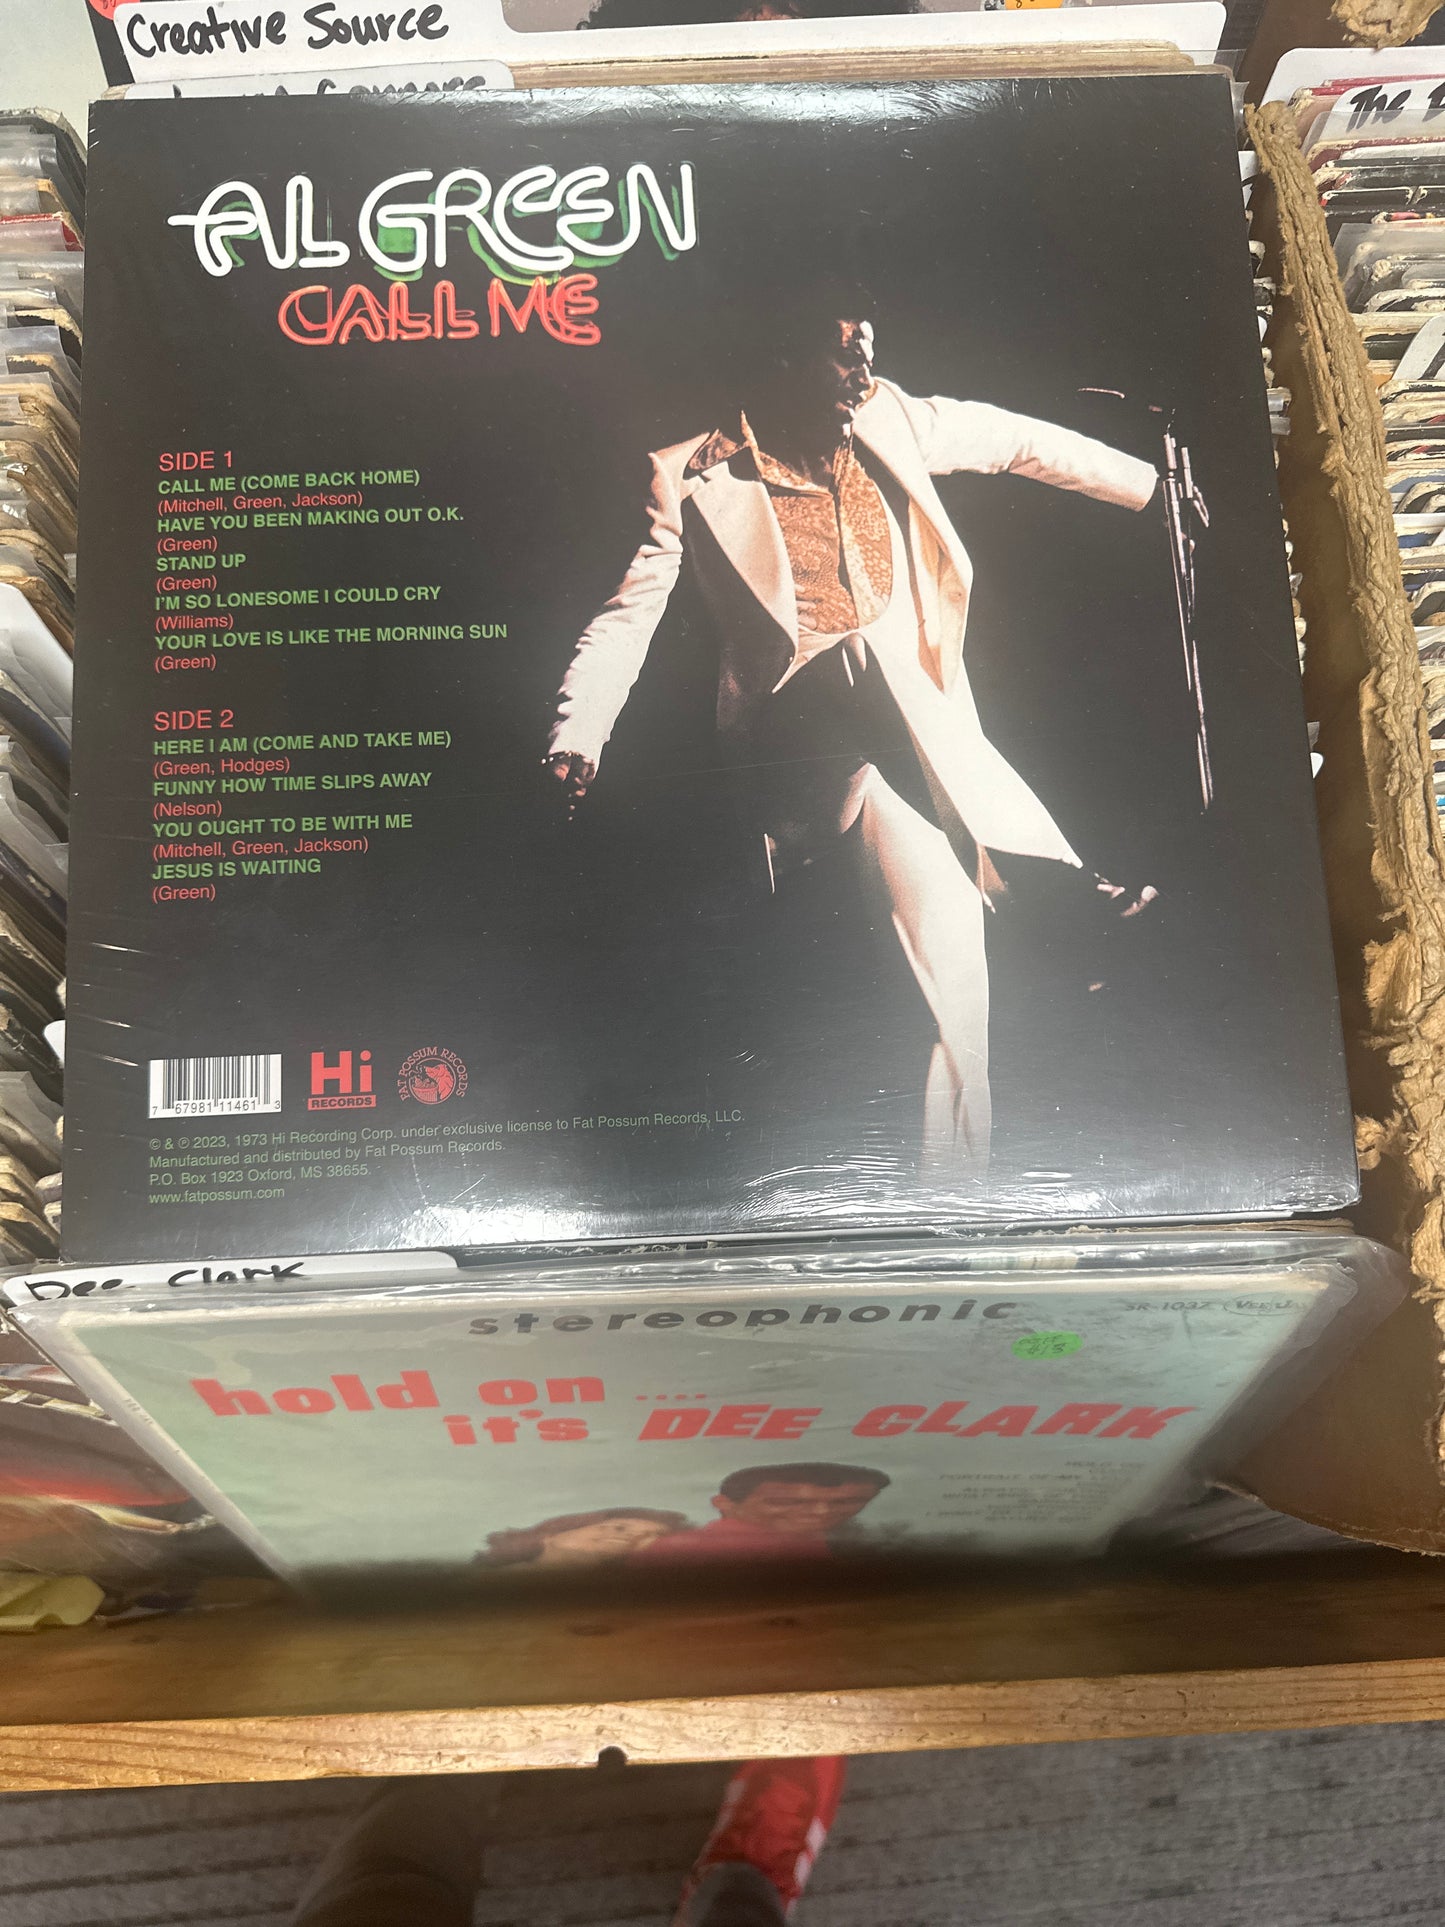 Creative Source
The
AL GREEN
CALL ME
SIDE 1
CALL ME (COME BACK HOME)
(Mitchell, Green, Jackson)
HAVE YOU BEEN MAKING OUT O.K.
(Green)
STAND UP
(Green)
I'M SO LONESOME I COULD CRY
(Williams)
YOUR LOVE IS LIKE THE MORNING SUN
(Green)
SIDE 2
HERE I AM (COME AND TAKE ME)
(Green, Hodges)
FUNNY HOW TIME SLIPS AWAY
(Nelson)
YOU OUGHT TO BE WITH ME
(Mitchell, Green, Jackson)
JESUS IS WAITING
(Green)
7 67981 11461 3
Hi
RECORDS
FAT POSSUM RECORDS
© & ℗ 2023, 1973 Hi Recording Corp. under exclusive license to Fat Possum Records, LLC.
Manufactured and distributed by Fat Possum Records.
P.O. Box 1923 Oxford, MS 38655.
www.fatpossum.com
Dee Clark
stereophonic
SR-1037
hold on ....
it's DEE CLARK
HOLD ON